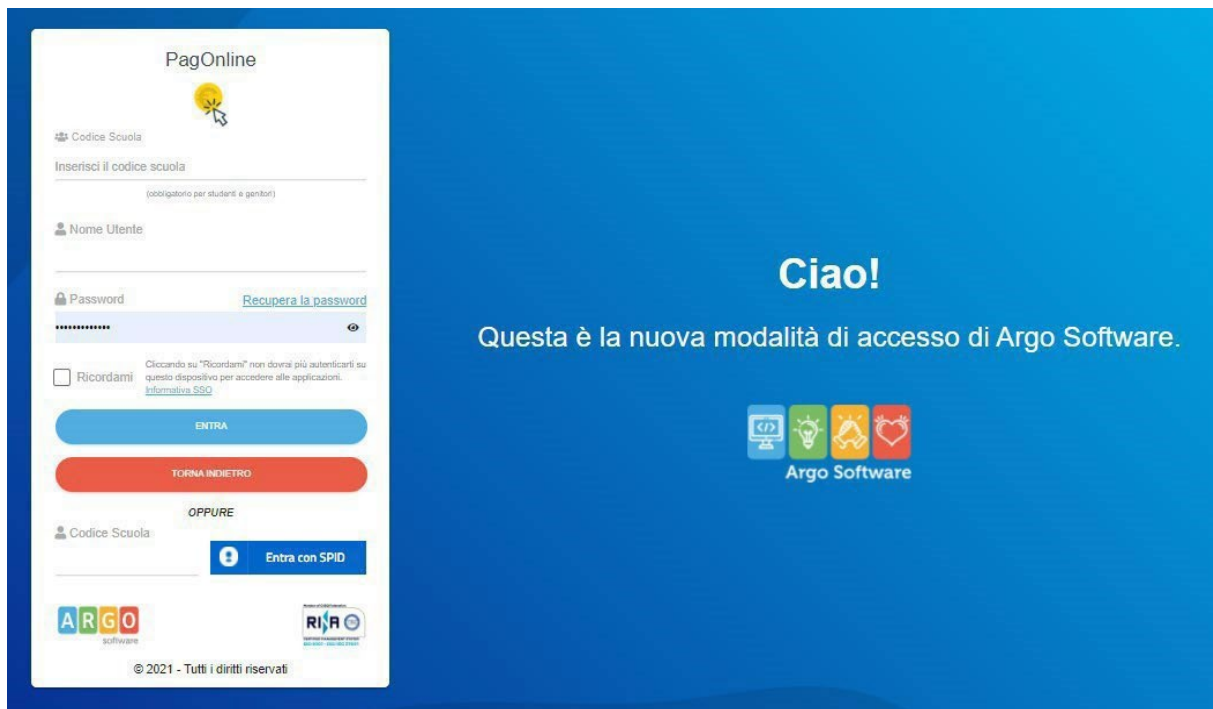 PagOnline
Codice Scuola
Inserisci il codice scuola
(obbligatorio per studenti e genitori)
Nome Utente
Password Recupera la password
•••••••••••••
Ricordami
Cliccando su "Ricordami" non dovrai più autenticarti su
questo dispositivo per accedere alle applicazioni.
Informativa SSO
ENTRA
TORNA INDIETRO
OPPURE
Codice Scuola
Entra con SPID
ARGO
software
RINA
© 2021 - Tutti i diritti riservati
Ciao!
Questa è la nuova modalità di accesso di Argo Software.
</>
Argo Software